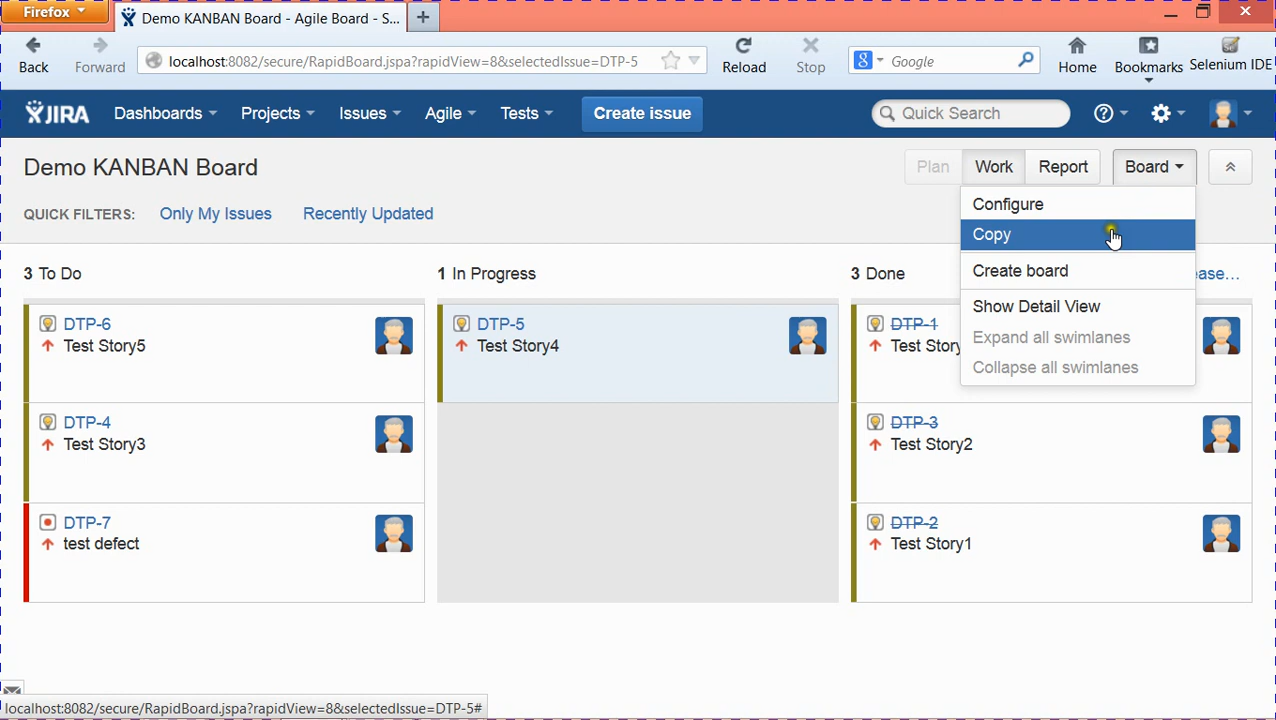 Firefox
Demo KANBAN Board - Agile Board - S...
Back
Forward
localhost:8082/secure/RapidBoard.jspa?rapidView=8&selectedIssue=DTP-5
Reload
Stop
Google
Home
Bookmarks
Selenium IDE
JIRA
Dashboards
Projects
Issues
Agile
Tests
Create issue
Quick Search
Demo KANBAN Board
Plan
Work
Report
Board
QUICK FILTERS:
Only My Issues
Recently Updated
Configure
Copy
Create board
Show Detail View
Expand all swimlanes
Collapse all swimlanes
3 To Do
1 In Progress
3 Done
ease...
DTP-6
Test Story5
DTP-4
Test Story3
DTP-7
test defect
DTP-5
Test Story4
DTP-1
Test Story
DTP-3
Test Story2
DTP-2
Test Story1
localhost:8082/secure/RapidBoard.jspa?rapidView=8&selectedIssue=DTP-5#